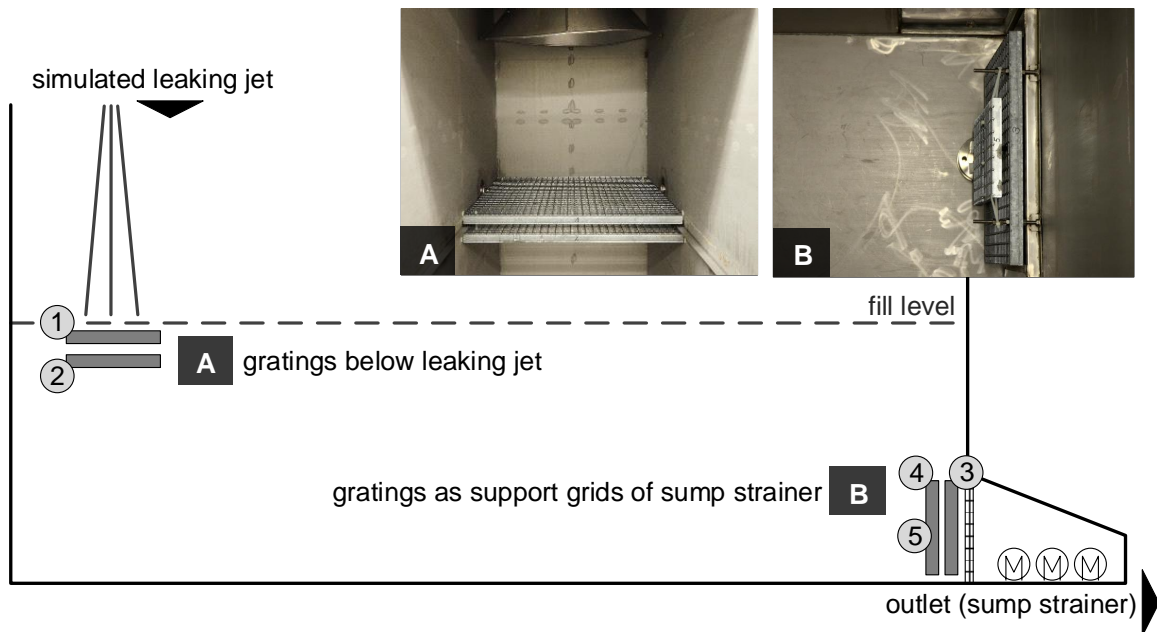 simulated leaking jet
A
B
fill level
1
2
A
gratings below leaking jet
gratings as support grids of sump strainer
B
4
3
5
M M M
outlet (sump strainer)